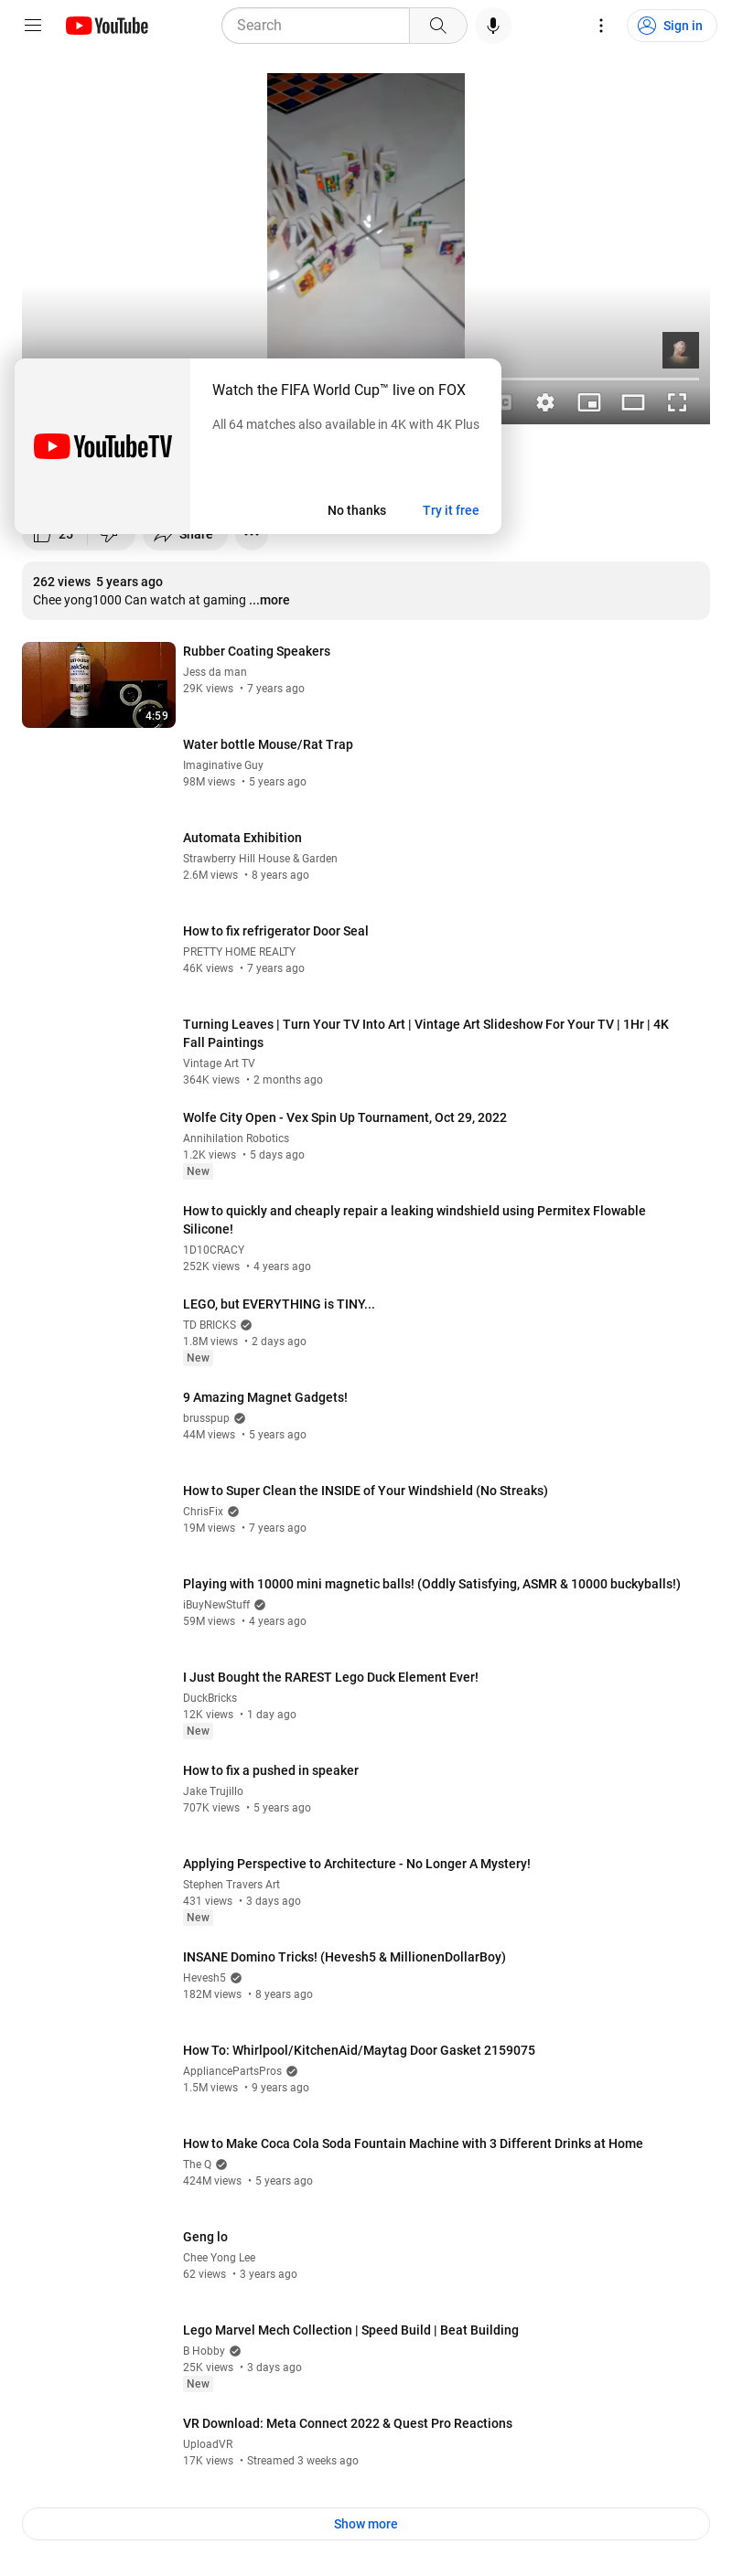 YouTube
Search
Sign in
Watch the FIFA World Cup™ live on FOX
All 64 matches also available in 4K with 4K Plus
YouTubeTV
No thanks
Try it free
25
Share
262 views 5 years ago
Chee yong1000 Can watch at gaming ...more
4:59
Rubber Coating Speakers
Jess da man
29K views • 7 years ago
Water bottle Mouse/Rat Trap
Imaginative Guy
98M views • 5 years ago
Automata Exhibition
Strawberry Hill House & Garden
2.6M views • 8 years ago
How to fix refrigerator Door Seal
PRETTY HOME REALTY
46K views • 7 years ago
Turning Leaves | Turn Your TV Into Art | Vintage Art Slideshow For Your TV | 1Hr | 4K
Fall Paintings
Vintage Art TV
364K views • 2 months ago
Wolfe City Open - Vex Spin Up Tournament, Oct 29, 2022
Annihilation Robotics
1.2K views • 5 days ago
New
How to quickly and cheaply repair a leaking windshield using Permitex Flowable
Silicone!
1D10CRACY
252K views • 4 years ago
LEGO, but EVERYTHING is TINY...
TD BRICKS
1.8M views • 2 days ago
New
9 Amazing Magnet Gadgets!
brusspup
44M views • 5 years ago
How to Super Clean the INSIDE of Your Windshield (No Streaks)
ChrisFix
19M views • 7 years ago
Playing with 10000 mini magnetic balls! (Oddly Satisfying, ASMR & 10000 buckyballs!)
iBuyNewStuff
59M views • 4 years ago
I Just Bought the RAREST Lego Duck Element Ever!
DuckBricks
12K views • 1 day ago
New
How to fix a pushed in speaker
Jake Trujillo
707K views • 5 years ago
Applying Perspective to Architecture - No Longer A Mystery!
Stephen Travers Art
431 views • 3 days ago
New
INSANE Domino Tricks! (Hevesh5 & MillionenDollarBoy)
Hevesh5
182M views • 8 years ago
How To: Whirlpool/KitchenAid/Maytag Door Gasket 2159075
AppliancePartsPros
1.5M views • 9 years ago
How to Make Coca Cola Soda Fountain Machine with 3 Different Drinks at Home
The Q
424M views • 5 years ago
Geng lo
Chee Yong Lee
62 views • 3 years ago
Lego Marvel Mech Collection | Speed Build | Beat Building
B Hobby
25K views • 3 days ago
New
VR Download: Meta Connect 2022 & Quest Pro Reactions
UploadVR
17K views • Streamed 3 weeks ago
Show more